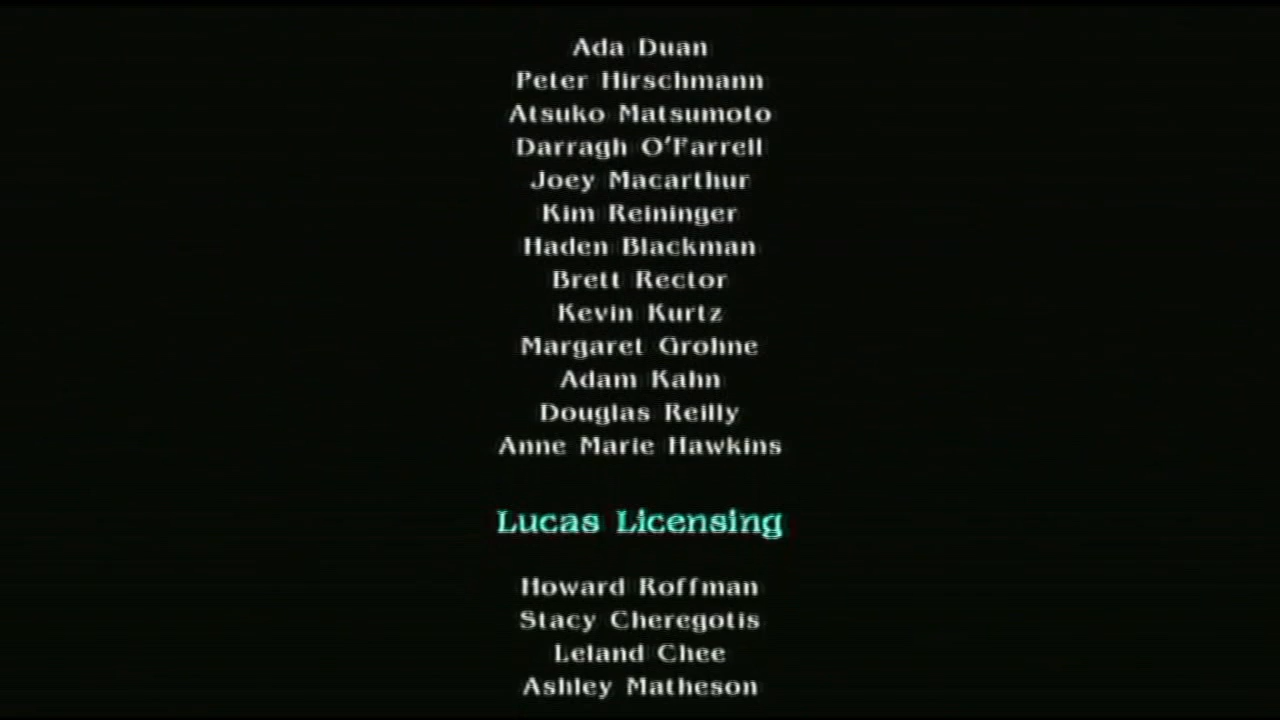 Ada Duan
Peter Hirschmann
Atsuko Matsumoto
Darragh O'Farrell
Joey Macarthur
Kim Reininger
Haden Blackman
Brett Rector
Kevin Kurtz
Margaret Grohne
Adam Kahn
Douglas Reilly
Anne Marie Hawkins
Lucas Licensing
Howard Roffman
Stacy Cheregotis
Leland Chee
Ashley Matheson